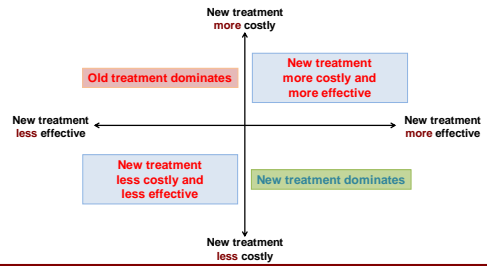 New treatment
more costly
Old treatment dominates
New treatment
more costly and
more effective
New treatment
less effective
New treatment
more effective
New treatment
less costly and
less effective
New treatment dominates
New treatment
less costly